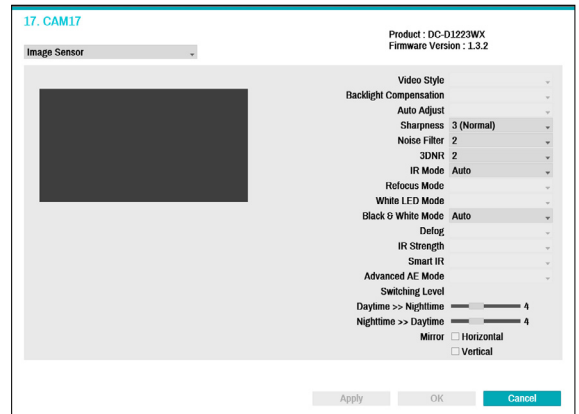 17. CAM17
Product : DC-D1223WX
Firmware Version : 1.3.2
Image Sensor
Video Style
Backlight Compensation
Auto Adjust
Sharpness 3 (Normal)
Noise Filter 2
3DNR 2
IR Mode Auto
Refocus Mode
White LED Mode
Black & White Mode Auto
Defog
IR Strength
Smart IR
Advanced AE Mode
Switching Level
Daytime >> Nighttime 4
Nighttime >> Daytime 4
Mirror Horizontal
Vertical
Apply OK Cancel